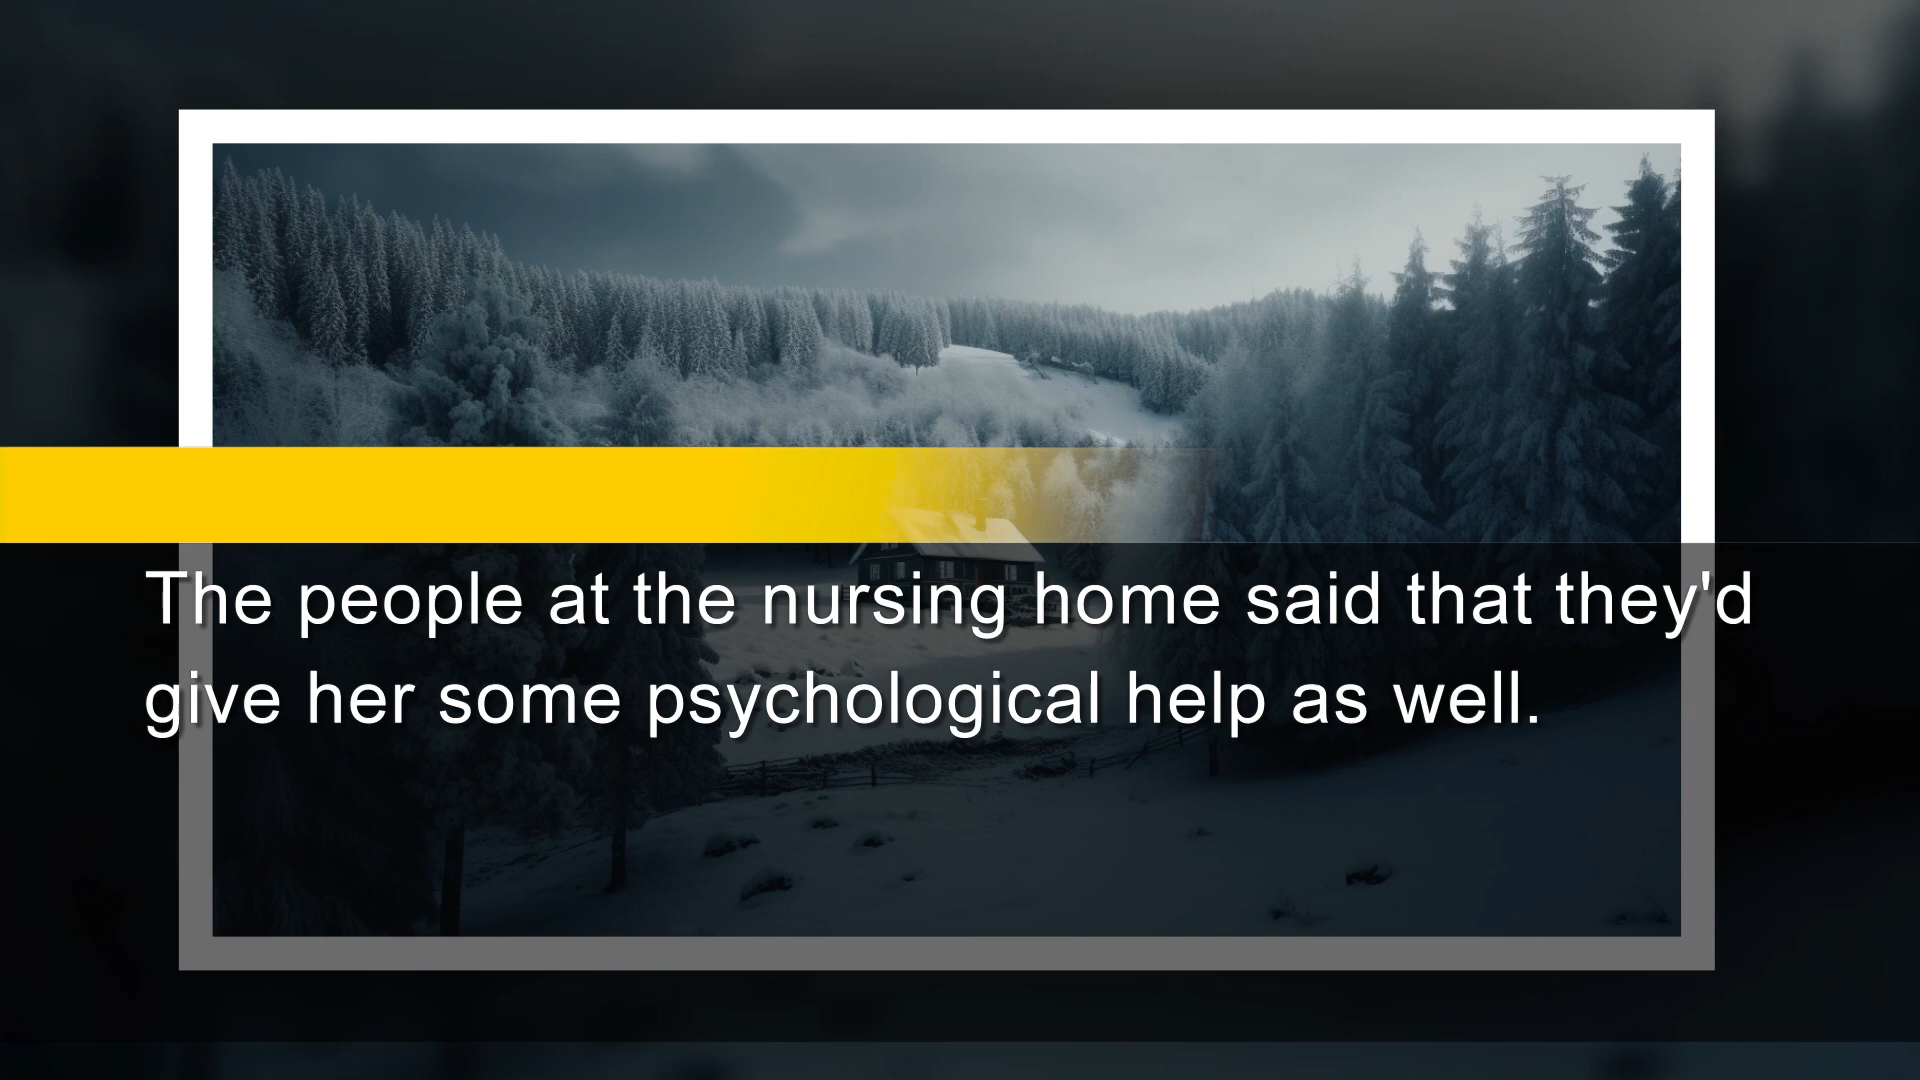 The people at the nursing home said that they'd
give her some psychological help as well.